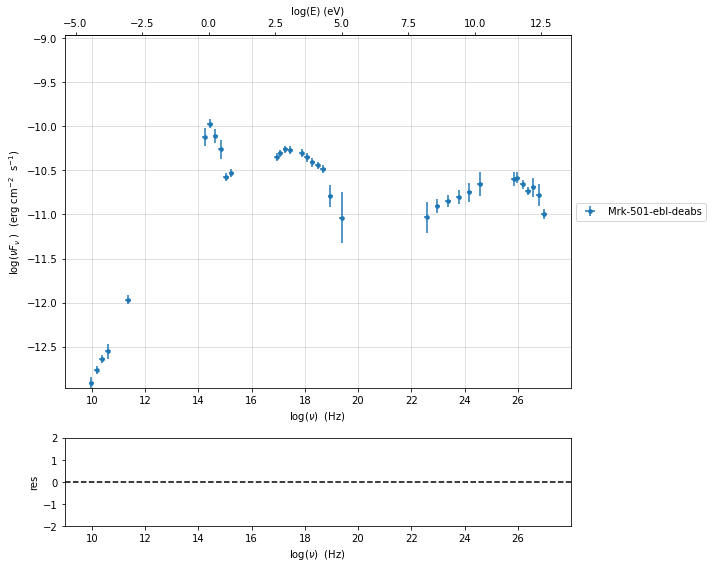 log(E) (eV)
−5.0 −2.5 0.0 2.5 5.0 7.5 10.0 12.5
−9.0
−9.5
−10.0
−10.5
−11.0
−11.5
−12.0
−12.5
log(νFν ) (erg cm⁻² s⁻¹)
Mrk-501-ebl-deabs
10 12 14 16 18 20 22 24 26
log(ν) (Hz)
2
1
0
−1
−2
res
10 12 14 16 18 20 22 24 26
log(ν) (Hz)